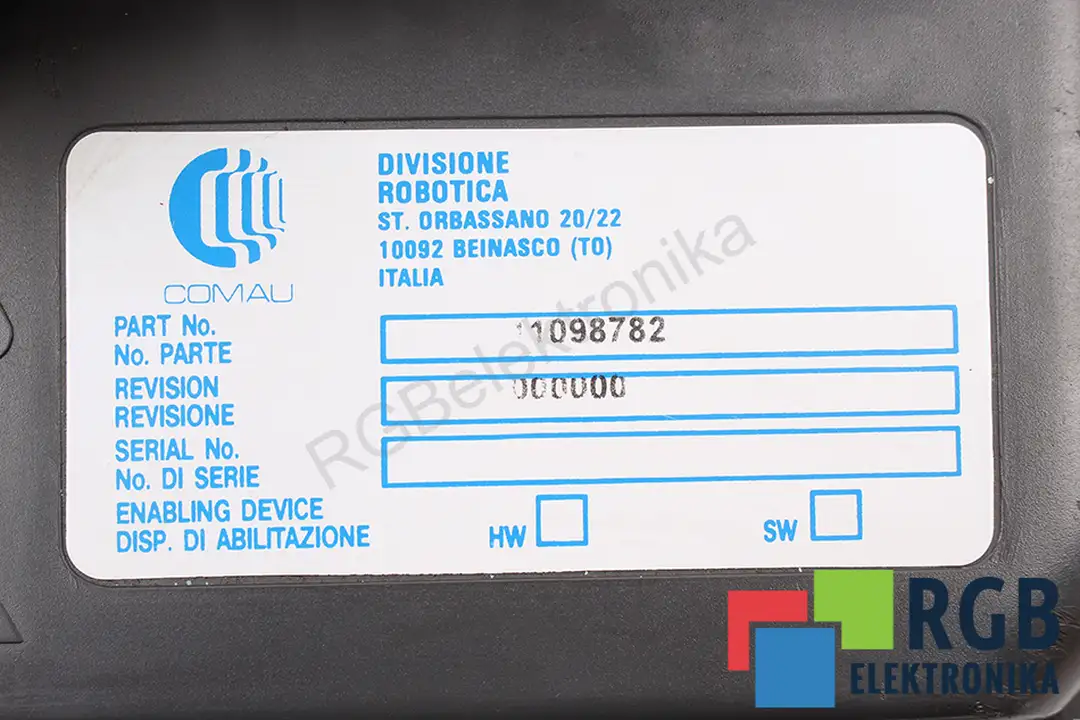 DIVISIONE
ROBOTICA
ST. ORBASSANO 20/22
10092 BEINASCO (TO)
ITALIA
COMAU
PART No.
No. PARTE
11098782
REVISION
REVISIONE
000000
SERIAL No.
No. DI SERIE
ENABLING DEVICE
DISP. DI ABILITAZIONE
HW
SW
RGBelektronika
RGB
ELEKTRONIKA